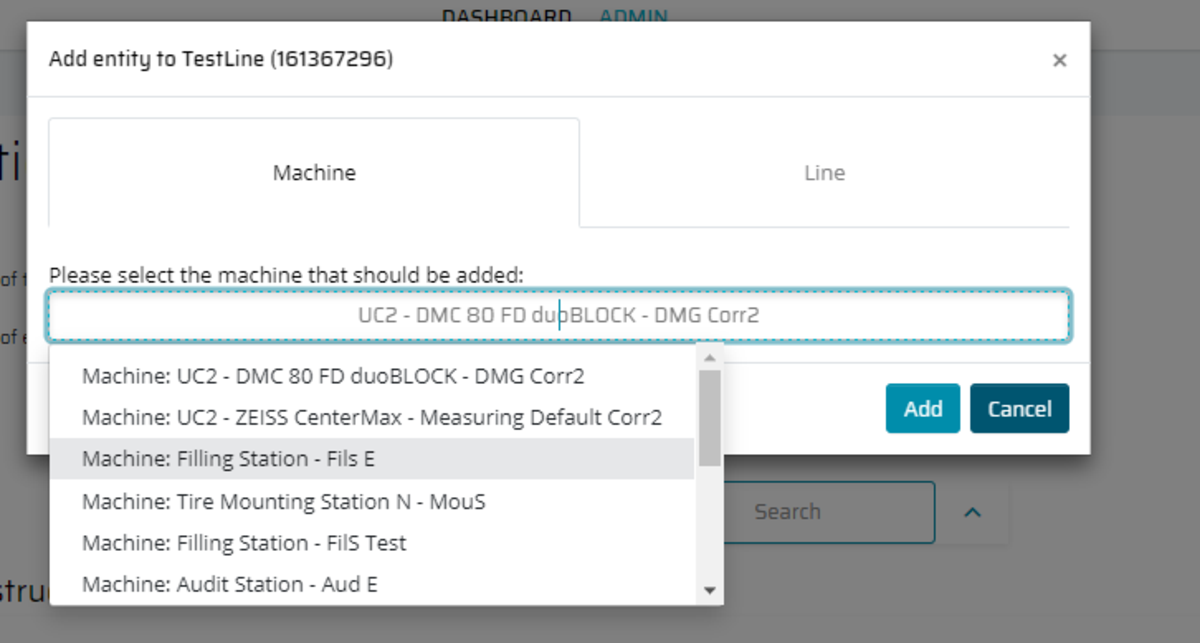 DASHBOARD ADMIN
Add entity to TestLine (161367296)
×
Machine
Line
of
Please select the machine that should be added:
UC2 - DMC 80 FD duoBLOCK - DMG Corr2
of
Machine: UC2 - DMC 80 FD duoBLOCK - DMG Corr2
Machine: UC2 - ZEISS CenterMax - Measuring Default Corr2
Machine: Filling Station - Fils E
Machine: Tire Mounting Station N - MouS
Machine: Filling Station - FilS Test
Machine: Audit Station - Aud E
Add Cancel
Search